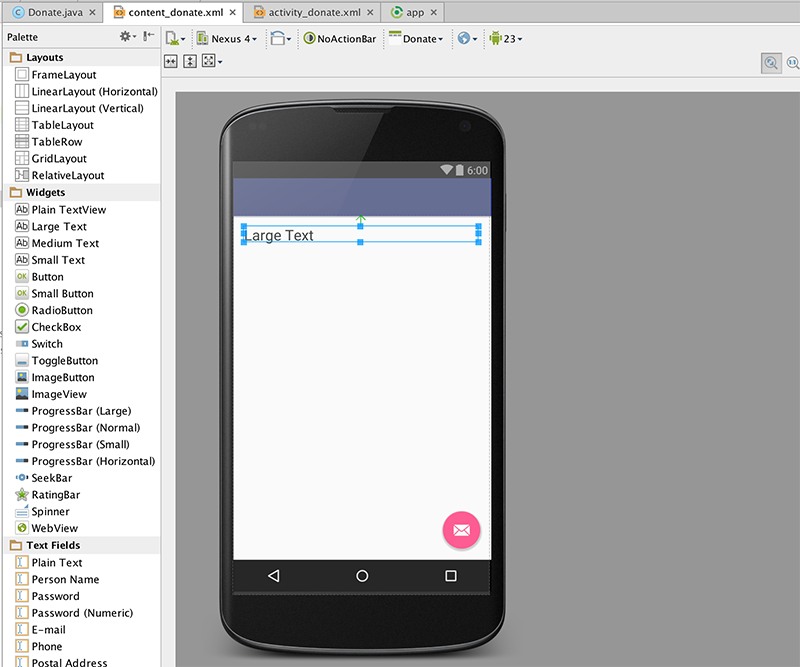 Donate.java
content_donate.xml
activity_donate.xml
app
Palette
Nexus 4
NoActionBar
Donate
23
Layouts
FrameLayout
LinearLayout (Horizontal)
LinearLayout (Vertical)
TableLayout
TableRow
GridLayout
RelativeLayout
Widgets
Ab Plain TextView
Ab Large Text
Ab Medium Text
Ab Small Text
OK Button
OK Small Button
RadioButton
CheckBox
Switch
ToggleButton
ImageButton
ImageView
ProgressBar (Large)
ProgressBar (Normal)
ProgressBar (Small)
ProgressBar (Horizontal)
SeekBar
RatingBar
Spinner
WebView
Text Fields
Plain Text
Person Name
Password
Password (Numeric)
E-mail
Phone
Postal Address
6:00
Large Text